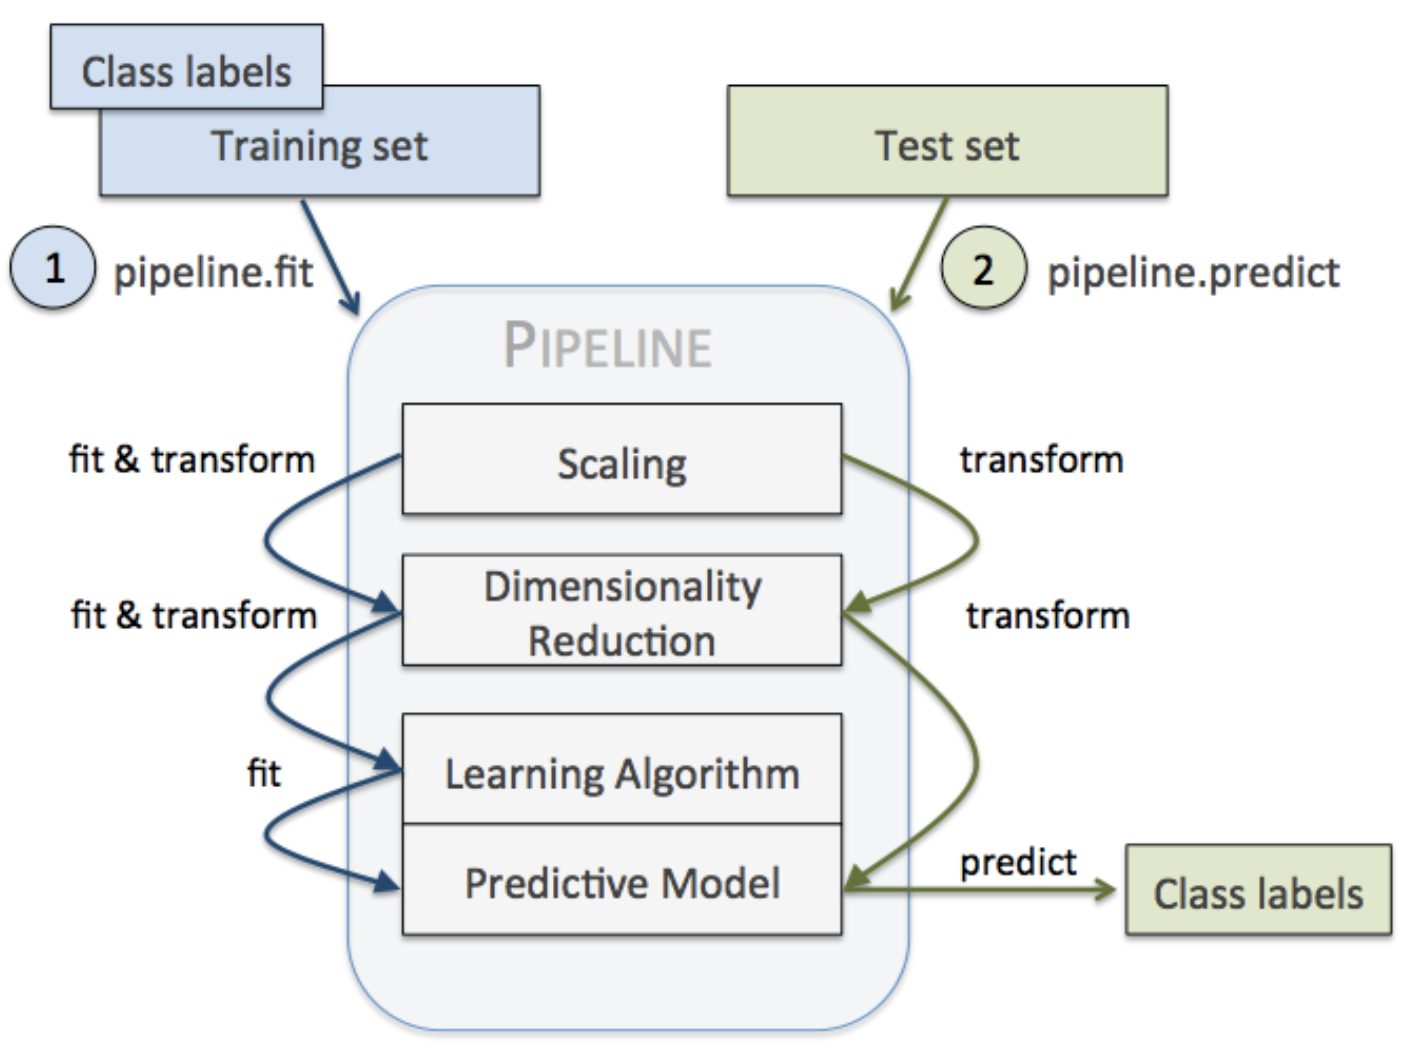 Class labels
Training set
Test set
1
pipeline.fit
2
pipeline.predict
PIPELINE
fit & transform
Scaling
transform
fit & transform
Dimensionality
Reduction
transform
fit
Learning Algorithm
Predictive Model
predict
Class labels